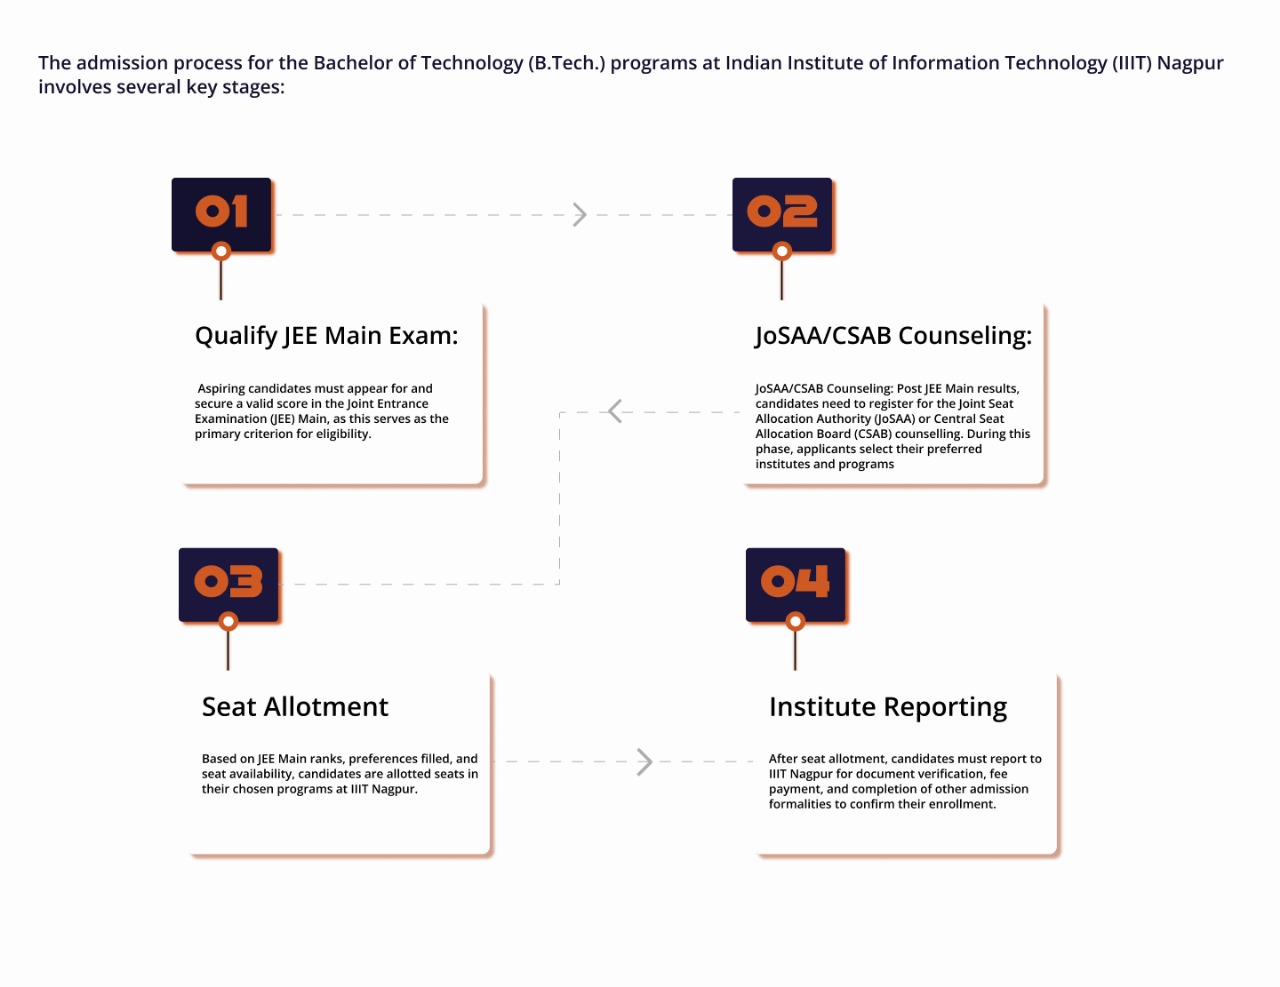 The admission process for the Bachelor of Technology (B.Tech.) programs at Indian Institute of Information Technology (IIIT) Nagpur
involves several key stages:
01
Qualify JEE Main Exam:
Aspiring candidates must appear for and
secure a valid score in the Joint Entrance
Examination (JEE) Main, as this serves as the
primary criterion for eligibility.
02
JoSAA/CSAB Counseling:
JoSAA/CSAB Counseling: Post JEE Main results,
candidates need to register for the Joint Seat
Allocation Authority (JoSAA) or Central Seat
Allocation Board (CSAB) counselling. During this
phase, applicants select their preferred
institutes and programs
03
Seat Allotment
Based on JEE Main ranks, preferences filled, and
seat availability, candidates are allotted seats in
their chosen programs at IIIT Nagpur.
04
Institute Reporting
After seat allotment, candidates must report to
IIIT Nagpur for document verification, fee
payment, and completion of other admission
formalities to confirm their enrollment.